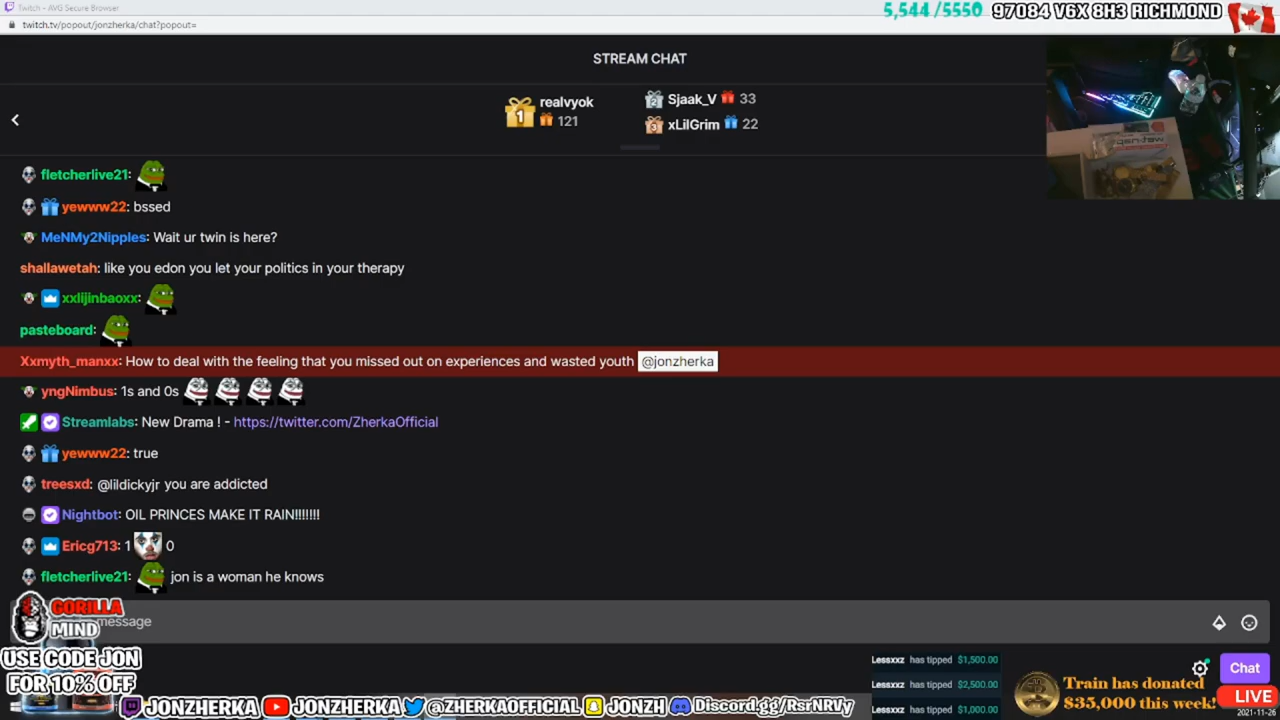 Twitch - AVG Secure Browser
twitch.tv/popout/jonzherka/chat?popout=
5,544 /5550
97084 V6X 8H3 RICHMOND
STREAM CHAT
1 realvyok 121
2 Sjaak_V 33
3 xLilGrim 22
fletcherlive21:
yewww22: bssed
MeNMy2Nipples: Wait ur twin is here?
shallawetah: like you edon you let your politics in your therapy
xxlijinbaoxx:
pasteboard:
Xxmyth_manxx: How to deal with the feeling that you missed out on experiences and wasted youth @jonzherka
yngNimbus: 1s and 0s
Streamlabs: New Drama ! - https://twitter.com/ZherkaOfficial
yewww22: true
treesxd: @lildickyjr you are addicted
Nightbot: OIL PRINCES MAKE IT RAIN!!!!!!!
Ericg713: 1 0
fletcherlive21: jon is a woman he knows
message
GORILLA
MIND
USE CODE JON
FOR 10% OFF
Lessxxz has tipped $1,500.00
Lessxxz has tipped $2,500.00
Lessxxz has tipped $1,000.00
Chat
Train has donated
$35,000 this week!
LIVE
2021-11-26
JONZHERKA JONZHERKA @ZHERKAOFFICIAL JONZH Discord.gg/RsrNRVy